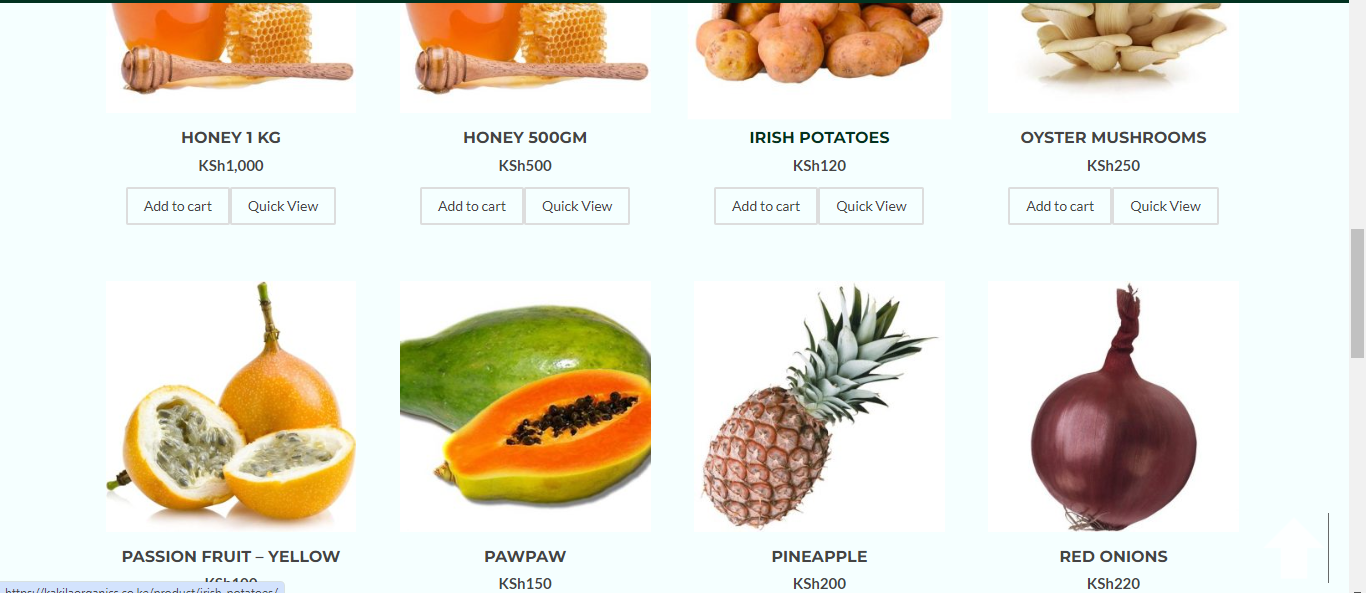 HONEY 1 KG
KSh1,000
Add to cart
Quick View
HONEY 500GM
KSh500
Add to cart
Quick View
IRISH POTATOES
KSh120
Add to cart
Quick View
OYSTER MUSHROOMS
KSh250
Add to cart
Quick View
PASSION FRUIT – YELLOW
KSh100
PAWPAW
KSh150
PINEAPPLE
KSh200
RED ONIONS
KSh220
https://kakilaorganics.co.ke/product/irish-potatoes/